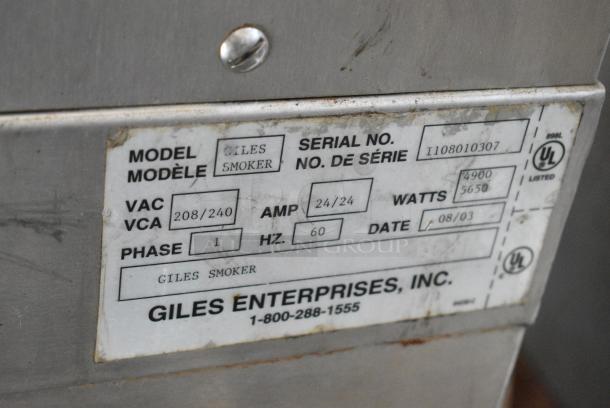 MODEL MODÈLE GILES SMOKER
SERIAL NO. NO. DE SÉRIE I108010307
VAC VCA 208/240
AMP 24/24
WATTS 4900 5650
PHASE 1
HZ. 60
DATE 08/03
GILES SMOKER
GILES ENTERPRISES, INC.
1-800-288-1555
UL
LISTED
UL